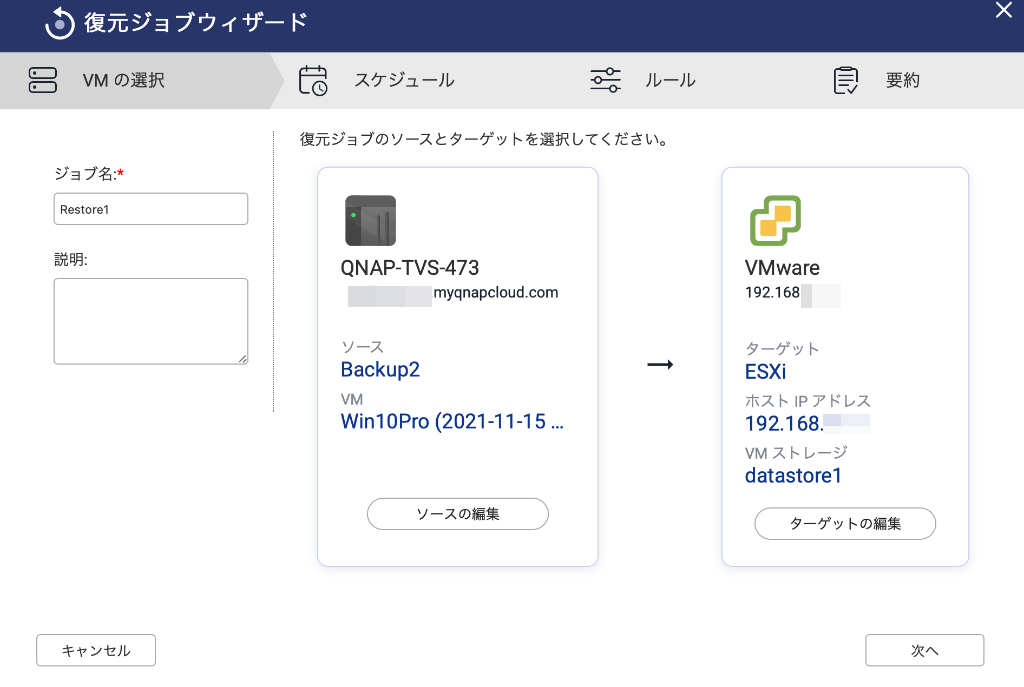 復元ジョブウィザード
VM の選択
スケジュール
ルール
要約
復元ジョブのソースとターゲットを選択してください。
ジョブ名:*
Restore1
説明:
QNAP-TVS-473
.myqnapcloud.com
ソース
Backup2
VM
Win10Pro (2021-11-15 ...
ソースの編集
VMware
192.168
ターゲット
ESXi
ホスト IP アドレス
192.168.
VM ストレージ
datastore1
ターゲットの編集
キャンセル
次へ